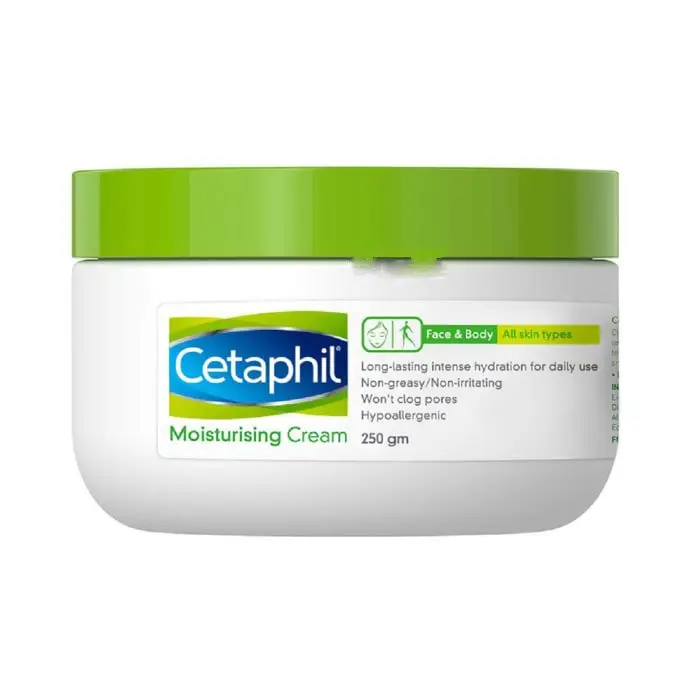 Cetaphil®
Moisturising Cream
Face & Body All skin types
Long-lasting intense hydration for daily use
Non-greasy/Non-irritating
Won't clog pores
Hypoallergenic
250 gm